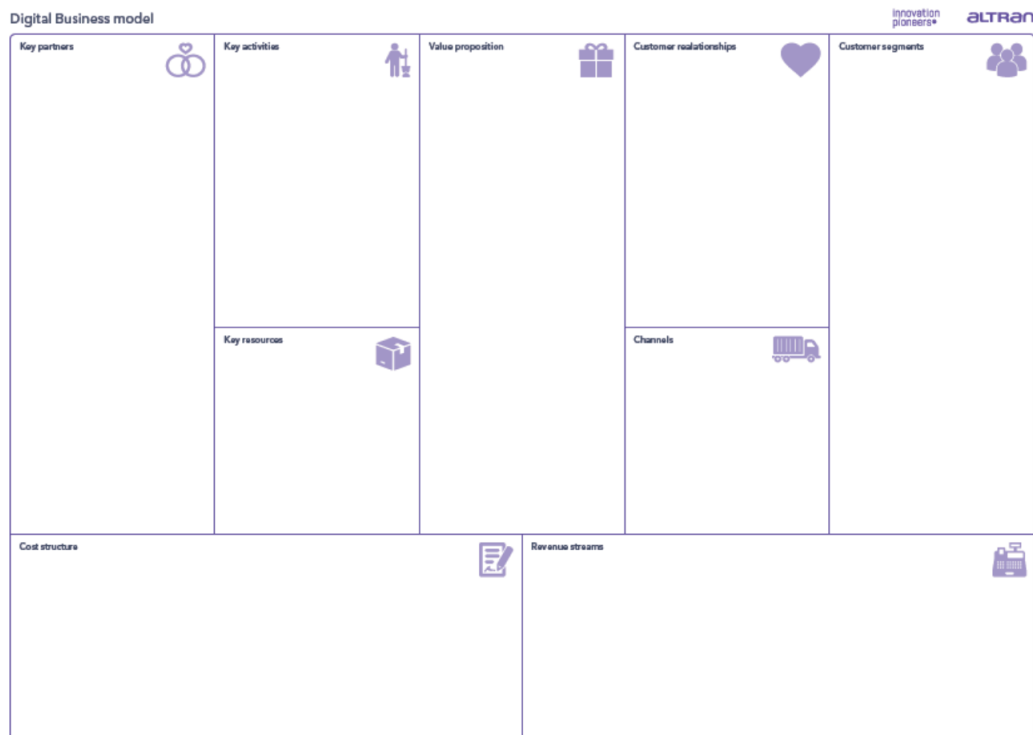 Digital Business model
innovation
pioneers
ALTRAN
Key partners
Key activities
Value proposition
Customer realationships
Customer segments
Key resources
Channels
Cost structure
Revenue streams